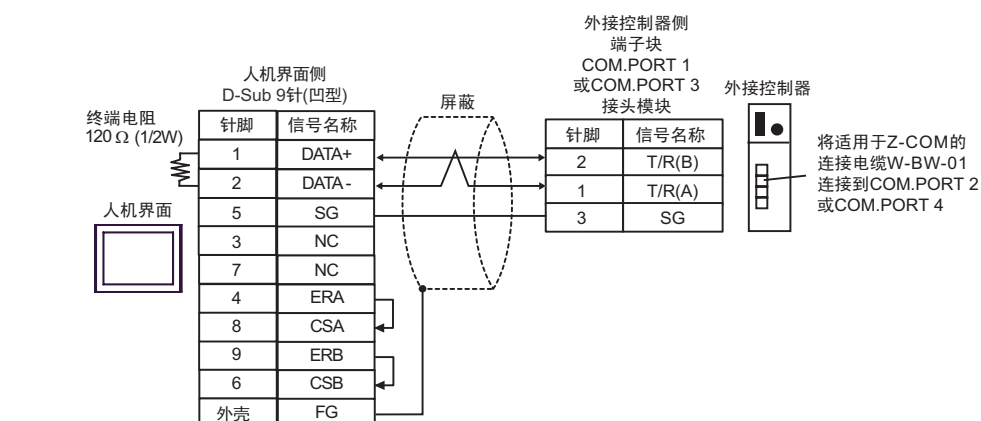 外接控制器侧
端子块
COM.PORT 1
或COM.PORT 3
接头模块
人机界面侧
D-Sub 9针(凹型)
屏蔽
外接控制器
终端电阻
120 Ω (1/2W)
针脚 信号名称
1 DATA+
2 DATA-
5 SG
3 NC
7 NC
4 ERA
8 CSA
9 ERB
6 CSB
外壳 FG
人机界面
针脚 信号名称
2 T/R(B)
1 T/R(A)
3 SG
将适用于Z-COM的
连接电缆W-BW-01
连接到COM.PORT 2
或COM.PORT 4